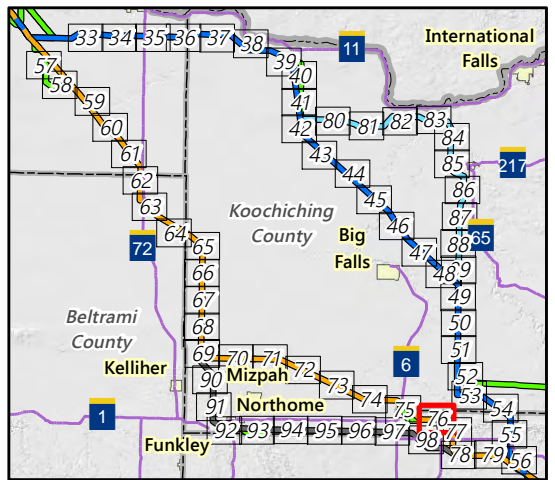 33 34 35 36 37 38 39
11
International
Falls
57 58 59 60 61 62 63 64
40 41 42 43 44 45 46 47 48
80 81 82 83 84 85 86 87 88 89
217
65
Koochiching
County
Big
Falls
72
65 66 67 68 69
49 50 51 52 53 54 55 56
Beltrami
County
Kelliher
70 71 72 73 74 75 76 77 78 79
Mizpah
6
90 91
Northome
1
92 93 94 95 96 97 98
Funkley